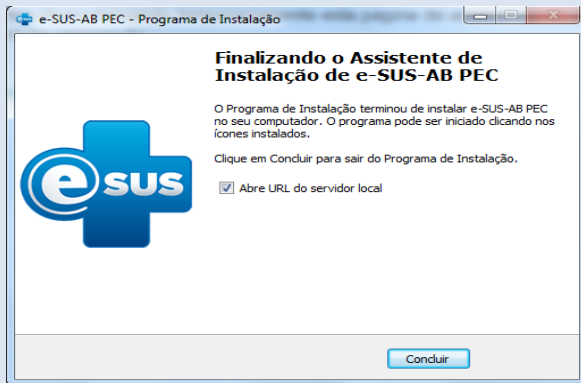 e-SUS-AB PEC - Programa de Instalação
Finalizando o Assistente de
Instalação de e-SUS-AB PEC
O Programa de Instalação terminou de instalar e-SUS-AB PEC
no seu computador. O programa pode ser iniciado clicando nos
ícones instalados.
Clique em Concluir para sair do Programa de Instalação.
e sus
Abre URL do servidor local
Concluir